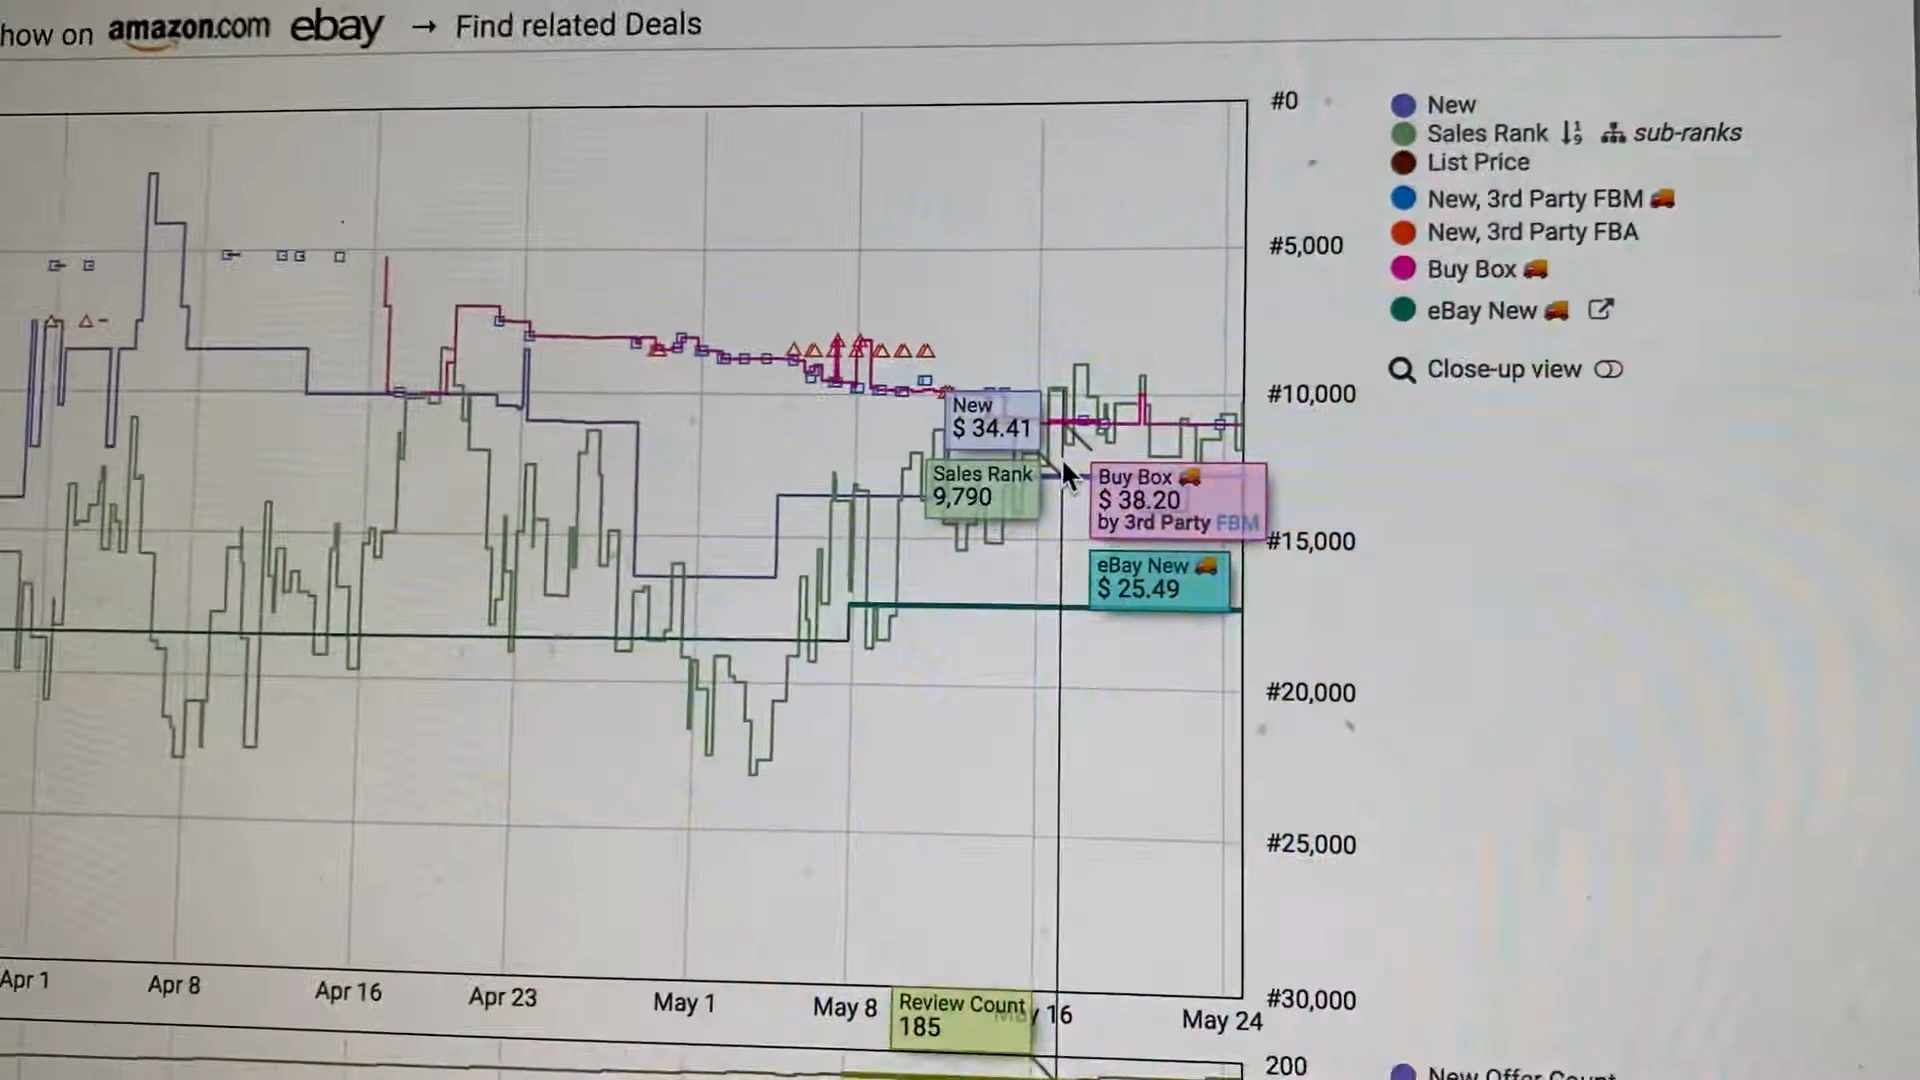 how on amazon.com ebay → Find related Deals
#0
#5,000
#10,000
#15,000
#20,000
#25,000
#30,000
200
New
Sales Rank sub-ranks
List Price
New, 3rd Party FBM
New, 3rd Party FBA
Buy Box
eBay New
Close-up view
New
$ 34.41
Sales Rank
9,790
Buy Box
$ 38.20
by 3rd Party FBM
eBay New
$ 25.49
Apr 1
Apr 8
Apr 16
Apr 23
May 1
May 8
May 16
May 24
Review Count
185
New Offer Count